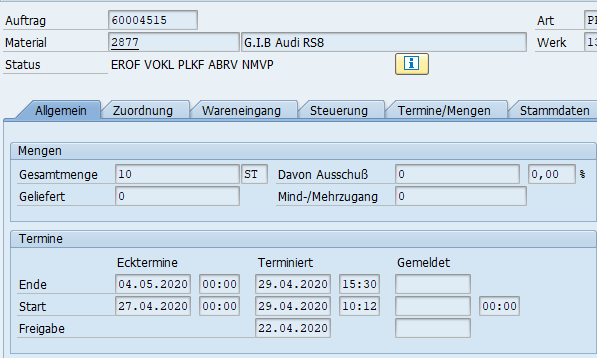 Auftrag 60004515 Art
Material 2877 G.I.B Audi RS8 Werk
Status EROF VOKL PLKF ABRV NMVP
Allgemein Zuordnung Wareneingang Steuerung Termine/Mengen Stammdaten
Mengen
Gesamtmenge 10 ST Davon Ausschuß 0 0,00 %
Geliefert 0 Mind-/Mehrzugang 0
Termine
Ecktermine Terminiert Gemeldet
Ende 04.05.2020 00:00 29.04.2020 15:30
Start 27.04.2020 00:00 29.04.2020 10:12 00:00
Freigabe 22.04.2020